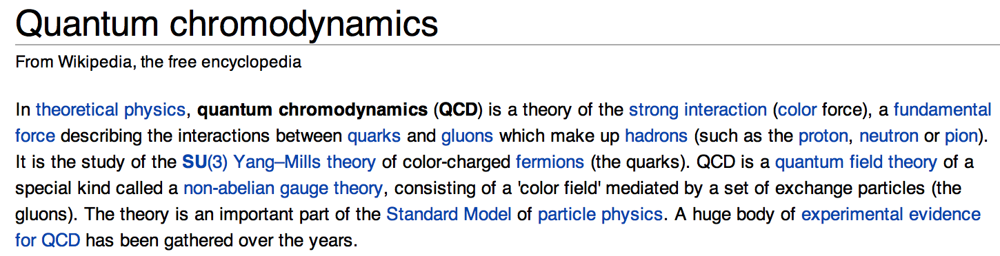 Quantum chromodynamics
From Wikipedia, the free encyclopedia
In theoretical physics, quantum chromodynamics (QCD) is a theory of the strong interaction (color force), a fundamental
force describing the interactions between quarks and gluons which make up hadrons (such as the proton, neutron or pion).
It is the study of the SU(3) Yang–Mills theory of color-charged fermions (the quarks). QCD is a quantum field theory of a
special kind called a non-abelian gauge theory, consisting of a 'color field' mediated by a set of exchange particles (the
gluons). The theory is an important part of the Standard Model of particle physics. A huge body of experimental evidence
for QCD has been gathered over the years.